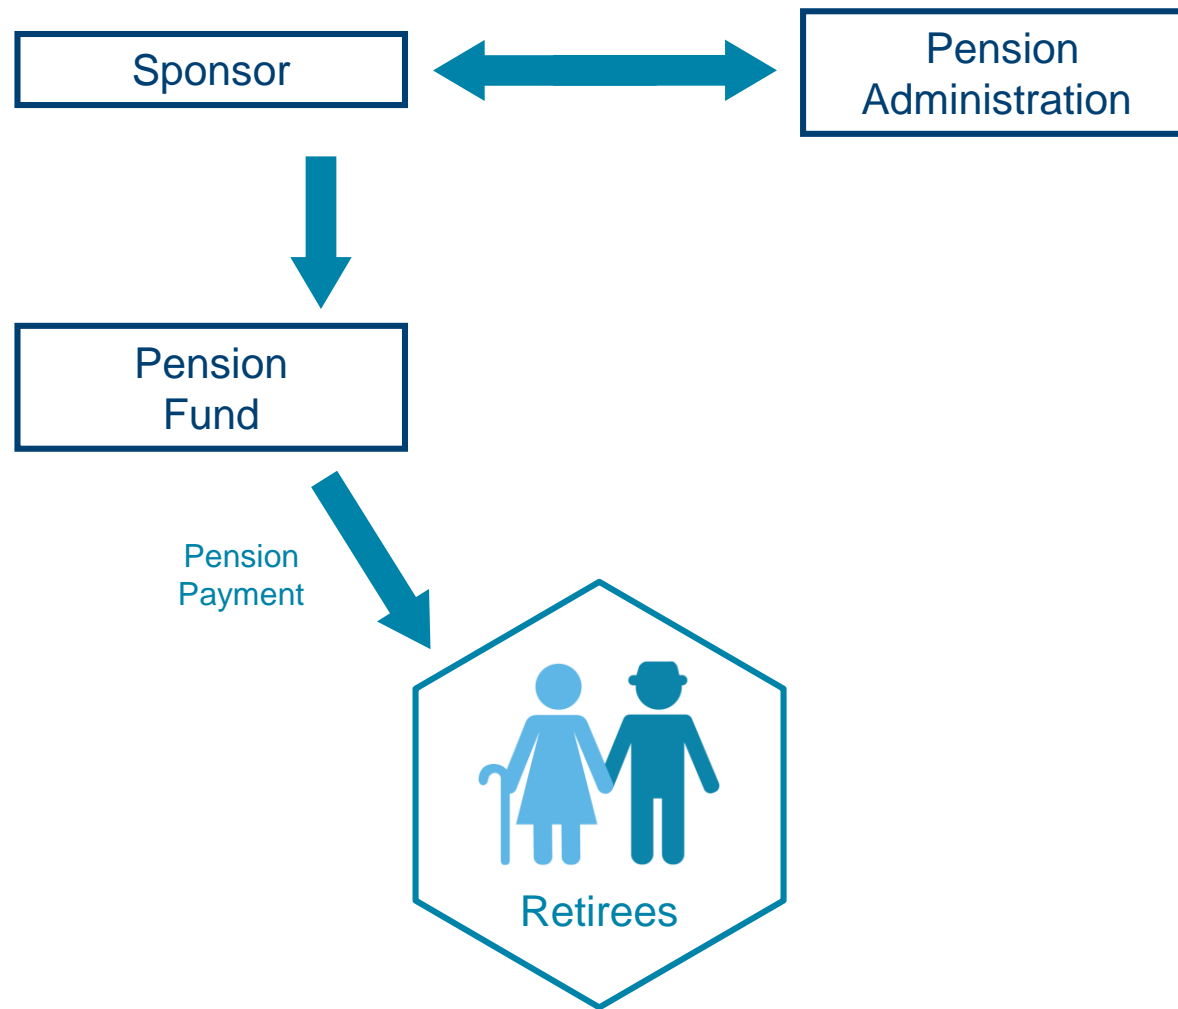 Sponsor
Pension
Administration
Pension
Fund
Pension
Payment
Retirees